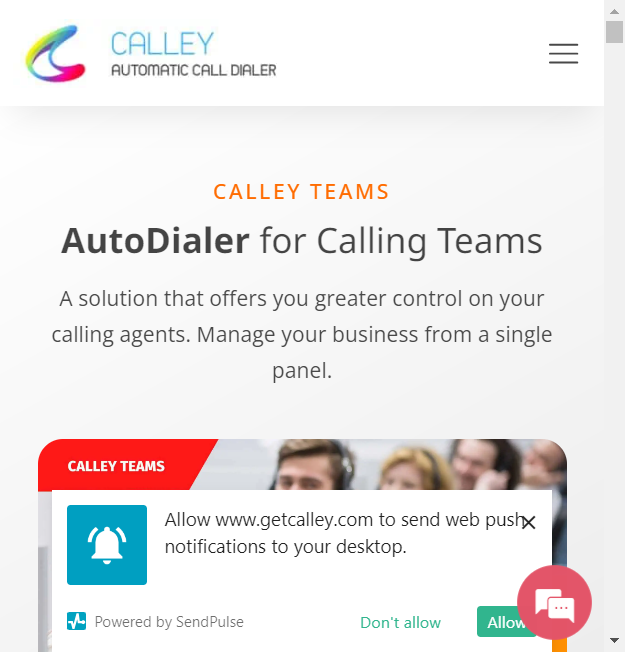 CALLEY
AUTOMATIC CALL DIALER
CALLEY TEAMS
AutoDialer for Calling Teams
A solution that offers you greater control on your
calling agents. Manage your business from a single
panel.
CALLEY TEAMS
Allow www.getcalley.com to send web push
notifications to your desktop.
Powered by SendPulse
Don't allow
Allow